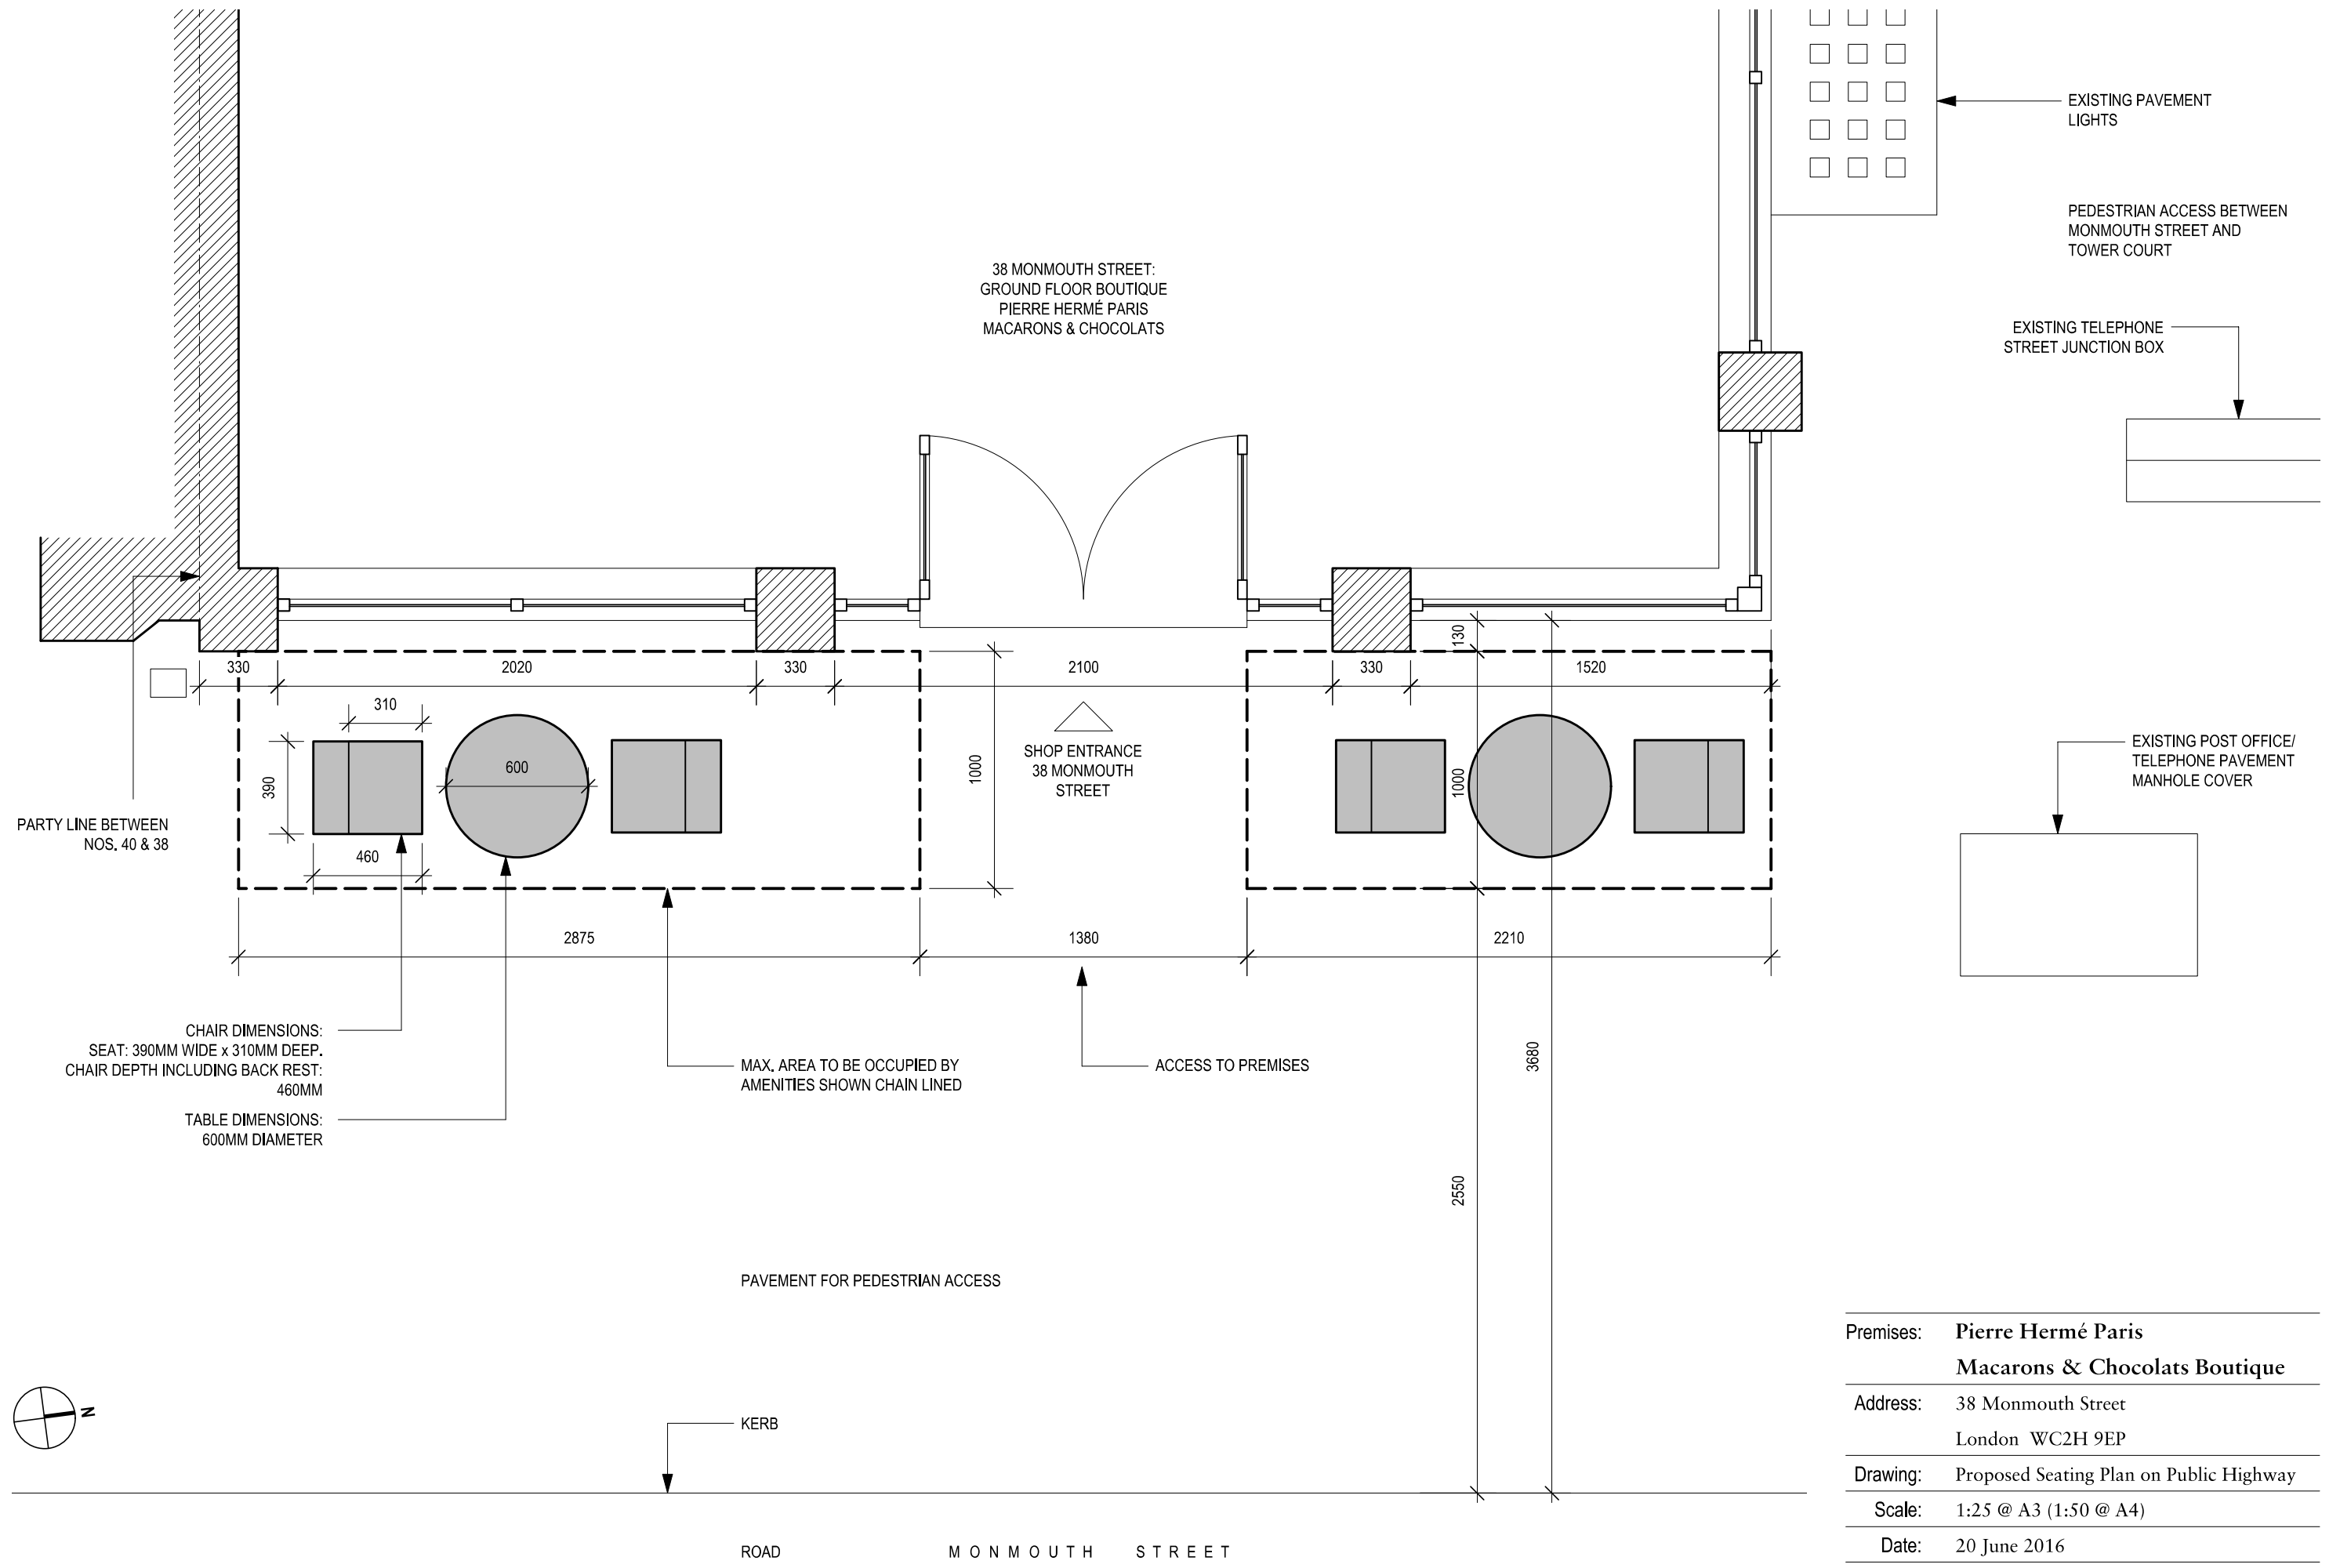 EXISTING PAVEMENT
LIGHTS
PEDESTRIAN ACCESS BETWEEN
MONMOUTH STREET AND
TOWER COURT
38 MONMOUTH STREET:
GROUND FLOOR BOUTIQUE
PIERRE HERMÉ PARIS
MACARONS & CHOCOLATS
EXISTING TELEPHONE
STREET JUNCTION BOX
130
330
2020
330
2100
330
1520
310
SHOP ENTRANCE
38 MONMOUTH
STREET
600
390
1000
1000
EXISTING POST OFFICE/
TELEPHONE PAVEMENT
MANHOLE COVER
PARTY LINE BETWEEN
NOS. 40 & 38
460
2875
1380
2210
CHAIR DIMENSIONS:
SEAT: 390MM WIDE x 310MM DEEP.
CHAIR DEPTH INCLUDING BACK REST:
460MM
TABLE DIMENSIONS:
600MM DIAMETER
MAX. AREA TO BE OCCUPIED BY
AMENITIES SHOWN CHAIN LINED
ACCESS TO PREMISES
3680
2550
PAVEMENT FOR PEDESTRIAN ACCESS
N
KERB
ROAD MONMOUTH STREET
Premises: Pierre Hermé Paris
Macarons & Chocolats Boutique
Address: 38 Monmouth Street
London WC2H 9EP
Drawing: Proposed Seating Plan on Public Highway
Scale: 1:25 @ A3 (1:50 @ A4)
Date: 20 June 2016